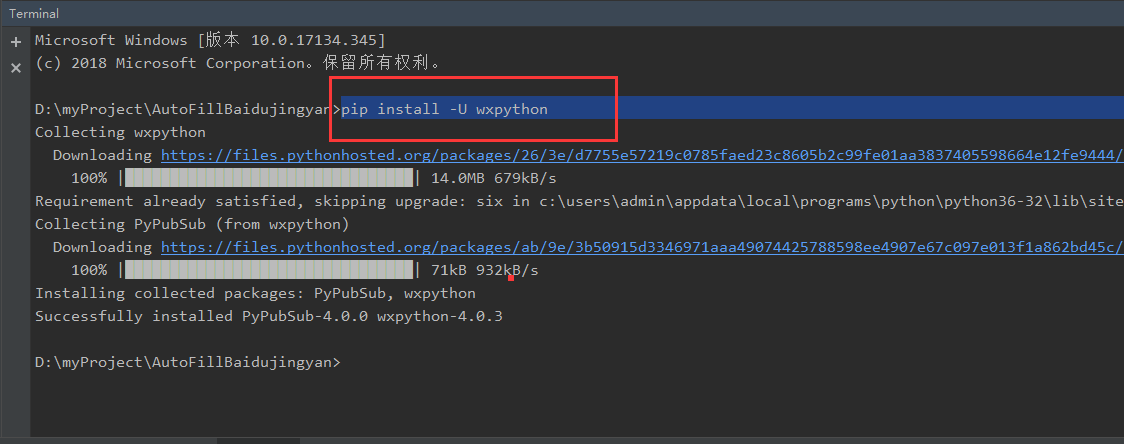 Terminal
Microsoft Windows [版本 10.0.17134.345]
(c) 2018 Microsoft Corporation。保留所有权利。
D:\myProject\AutoFillBaidujingyan>pip install -U wxpython
Collecting wxpython
Downloading https://files.pythonhosted.org/packages/26/3e/d7755e57219c0785faed23c8605b2c99fe01aa3837405598664e12fe9444/
100% |████████████████████████████████| 14.0MB 679kB/s
Requirement already satisfied, skipping upgrade: six in c:\users\admin\appdata\local\programs\python\python36-32\lib\site
Collecting PyPubSub (from wxpython)
Downloading https://files.pythonhosted.org/packages/ab/9e/3b50915d3346971aaa49074425788598ee4907e67c097e013f1a862bd45c/
100% |████████████████████████████████| 71kB 932kB/s
Installing collected packages: PyPubSub, wxpython
Successfully installed PyPubSub-4.0.0 wxpython-4.0.3
D:\myProject\AutoFillBaidujingyan>